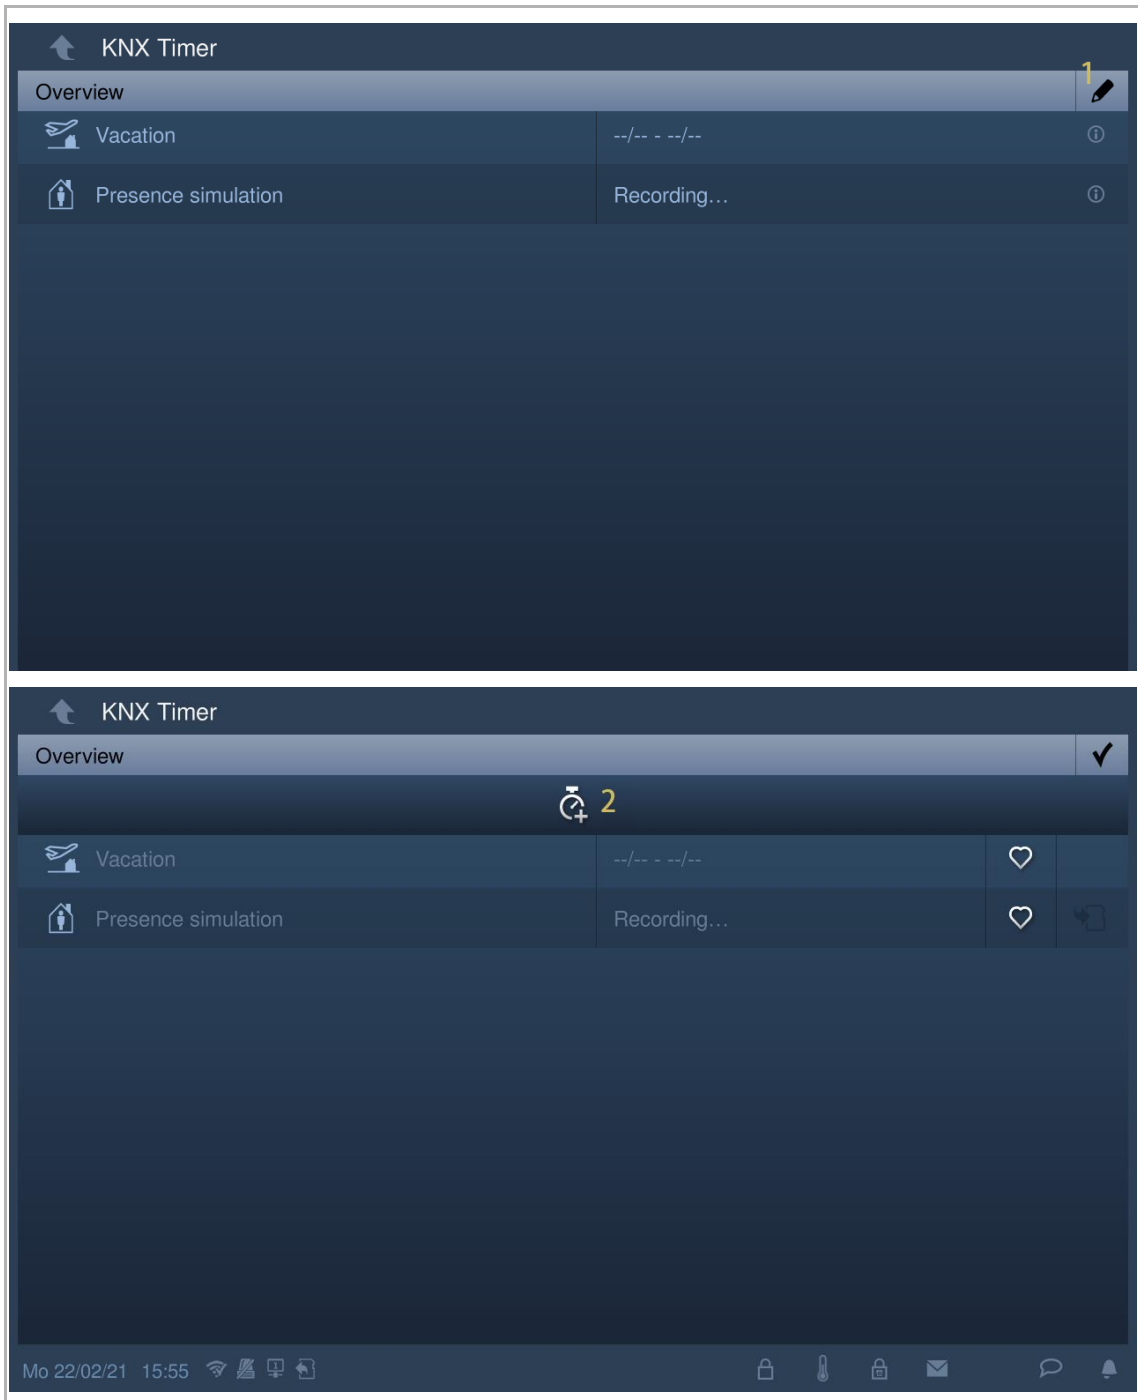 KNX Timer
1
Overview
Vacation --/-- - --/--
Presence simulation Recording...
KNX Timer
Overview
2
Vacation --/-- - --/--
Presence simulation Recording...
Mo 22/02/21 15:55